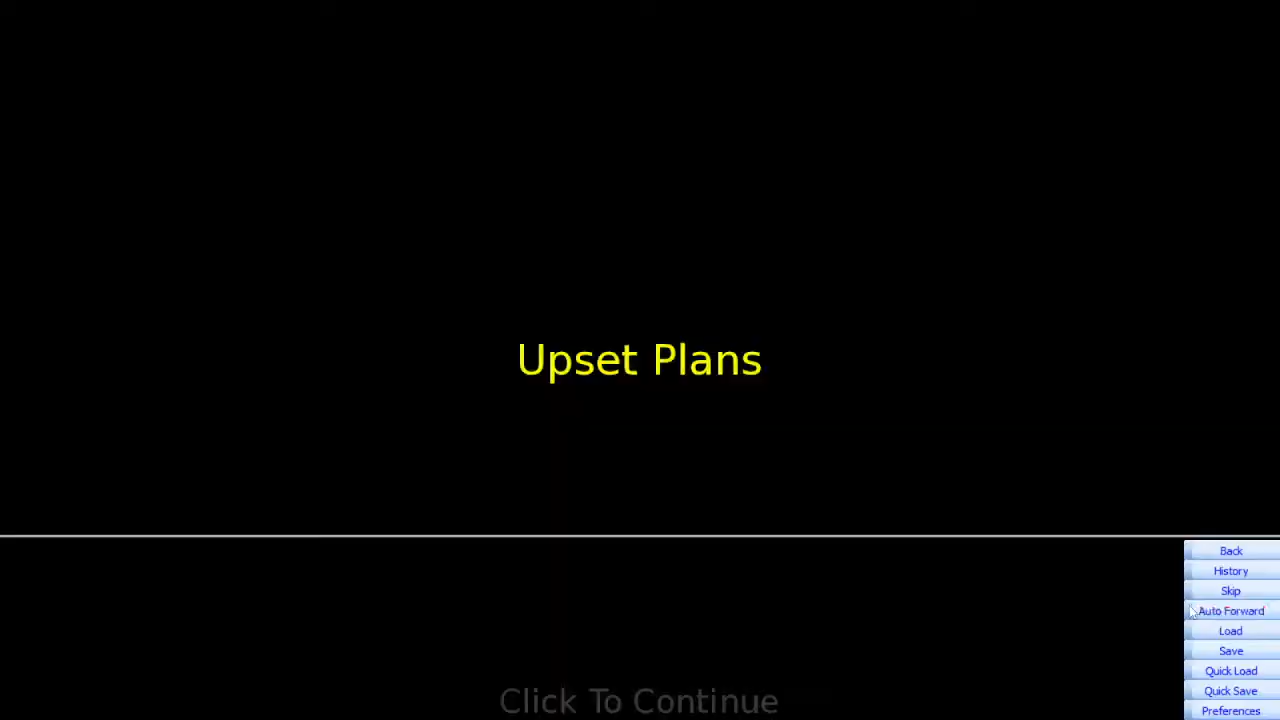 Upset Plans
Back
History
Skip
Auto Forward
Load
Save
Quick Load
Quick Save
Preferences
Click To Continue